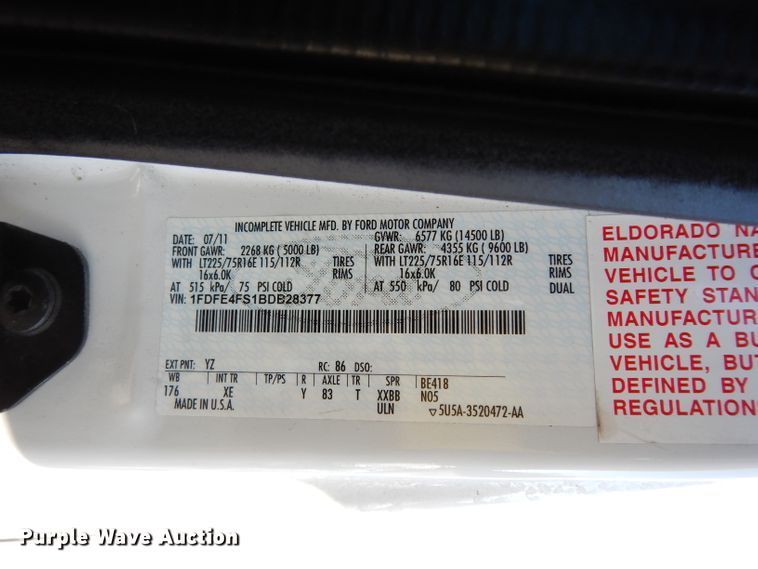 INCOMPLETE VEHICLE MFD. BY FORD MOTOR COMPANY
DATE: 07/11 GVWR: 6577 KG (14500 LB)
FRONT GAWR: 2268 KG ( 5000 LB) REAR GAWR: 4355 KG ( 9600 LB)
WITH LT225/75R16E 115/112R TIRES WITH LT225/75R16E 115/112R TIRES
16x6.0K RIMS 16x6.0K RIMS
AT 515 kPa/ 75 PSI COLD AT 550 kPa/ 80 PSI COLD DUAL
VIN: 1FDFE4FS1BDB28377
EXT PNT: YZ RC: 86 DSO:
WB INT TR TP/PS R AXLE TR SPR BE418
176 XE Y 83 T XXBB N05
MADE IN U.S.A. ULN ▽5U5A-3520472-AA
ELDORADO NA
MANUFACTURE
VEHICLE TO C
SAFETY STAN
MANUFACTUR
USE AS A BU
VEHICLE, BUT
DEFINED BY
REGULATION
Purple Wave Auction